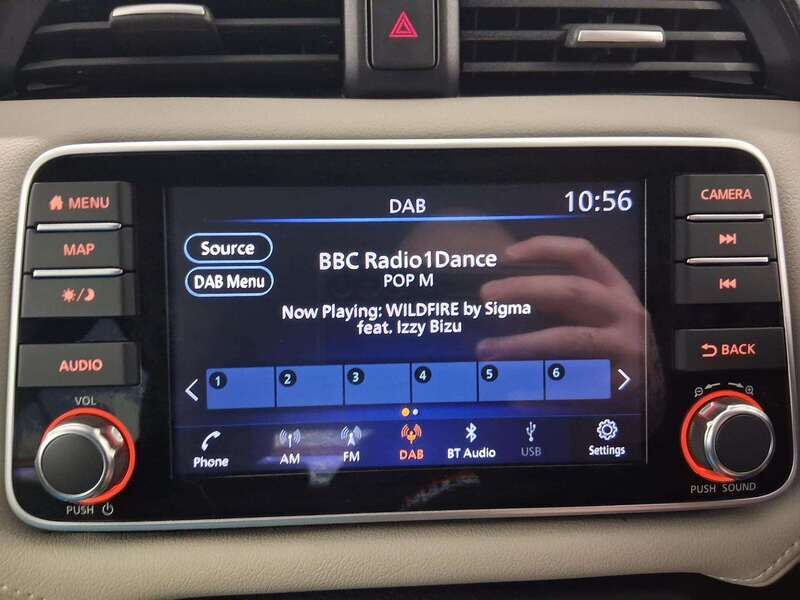 DAB
10:56
MENU
MAP
AUDIO
VOL
PUSH
Source
DAB Menu
BBC Radio1Dance
POP M
Now Playing: WILDFIRE by Sigma
feat. Izzy Bizu
1 2 3 4 5 6
Phone AM FM DAB BT Audio USB Settings
CAMERA
BACK
PUSH SOUND